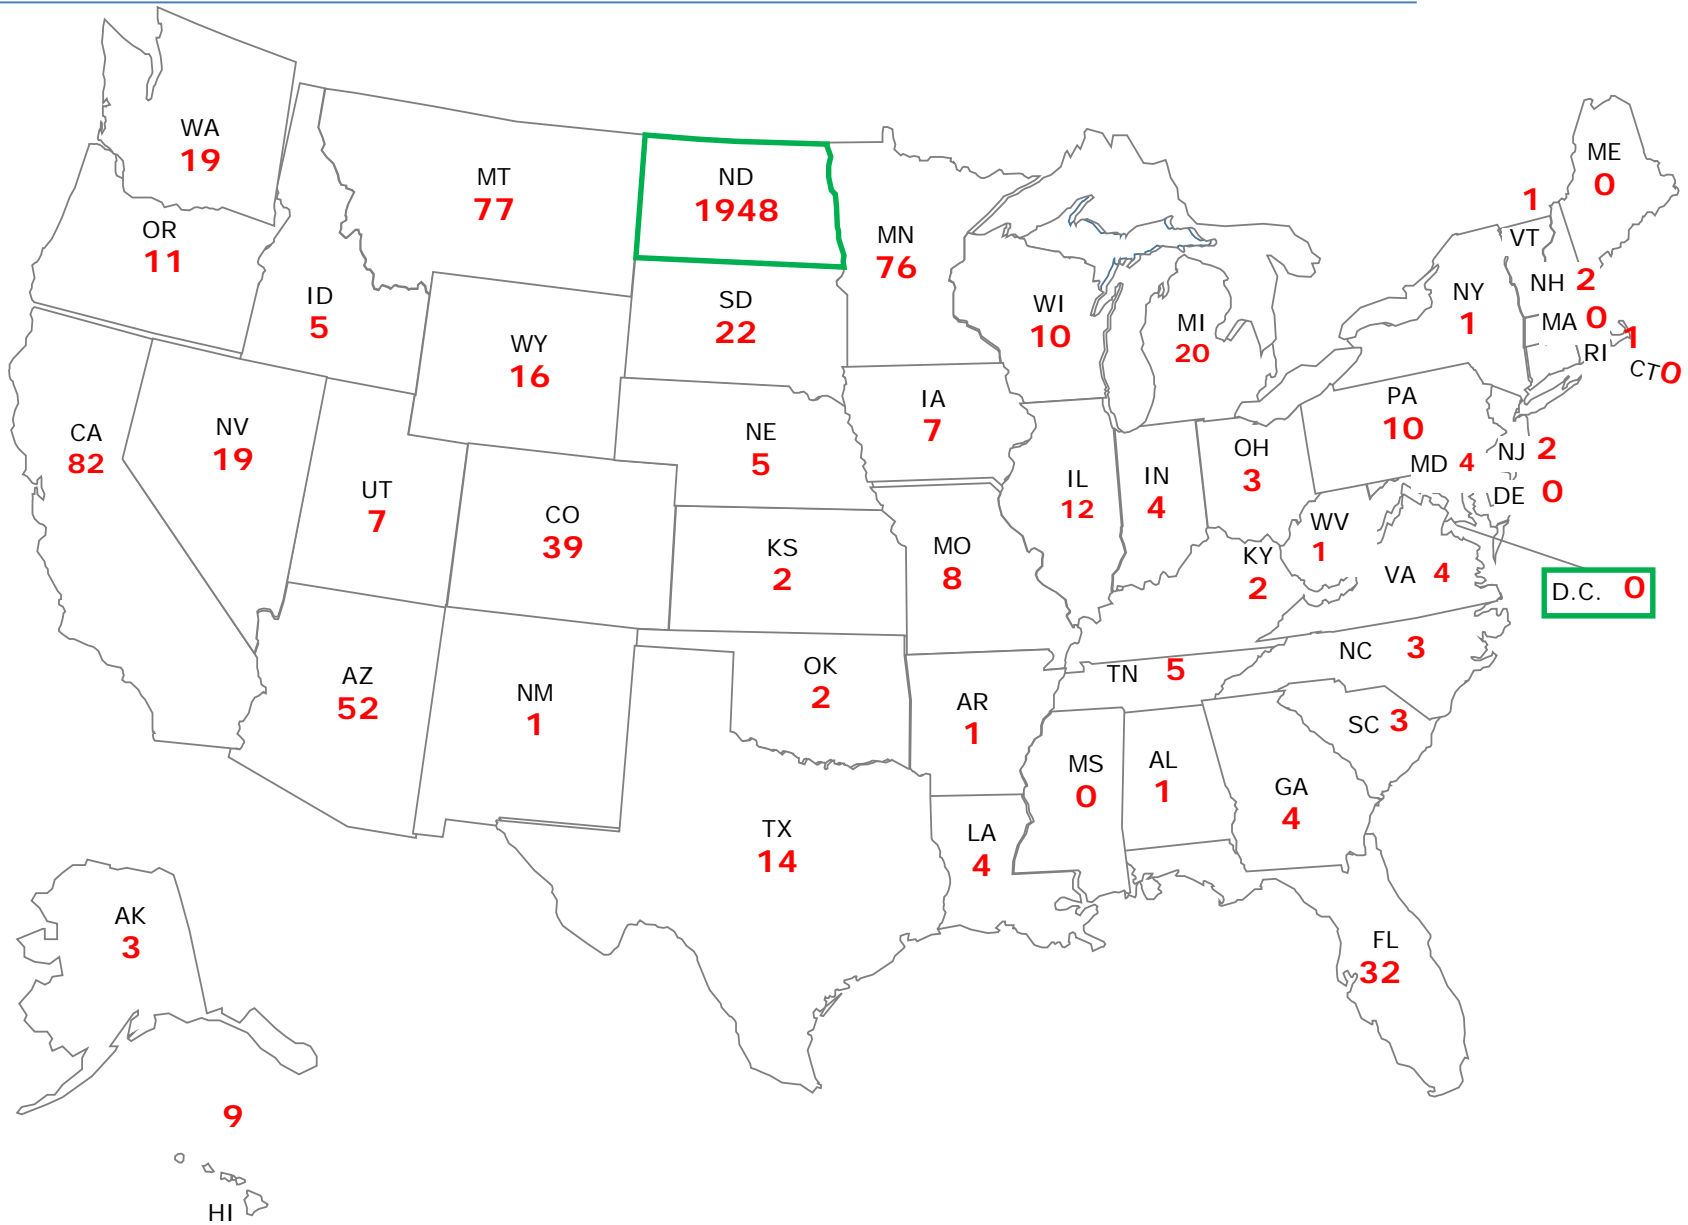 WA
19
OR
11
ID
5
MT
77
ND
1948
MN
76
SD
22
WY
16
WI
10
MI
20
IA
7
NE
5
CA
82
NV
19
UT
7
CO
39
KS
2
MO
8
IL
12
IN
4
OH
3
PA
10
NY
1
1
VT
ME
0
NH 2
MA 0
1
RI
CT0
NJ 2
MD 4
DE 0
WV
1
KY
2
VA 4
D.C. 0
NC 3
TN 5
SC 3
AZ
52
NM
1
OK
2
AR
1
MS
0
AL
1
GA
4
TX
14
LA
4
FL
32
AK
3
9
HI